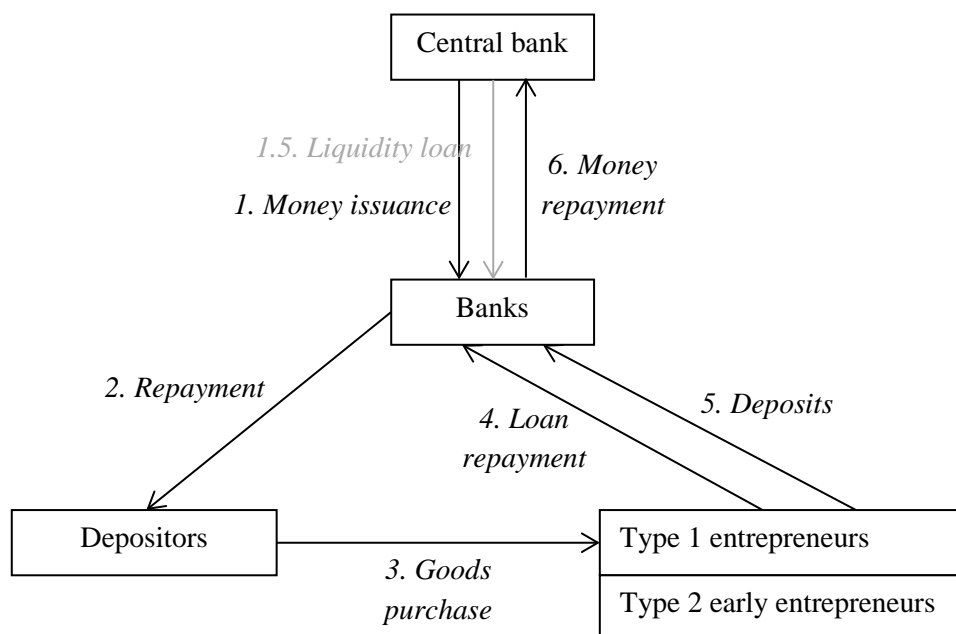 Central bank
1.5. Liquidity loan
1. Money issuance
6. Money
repayment
Banks
2. Repayment
4. Loan
repayment
5. Deposits
Depositors
3. Goods
purchase
Type 1 entrepreneurs
Type 2 early entrepreneurs